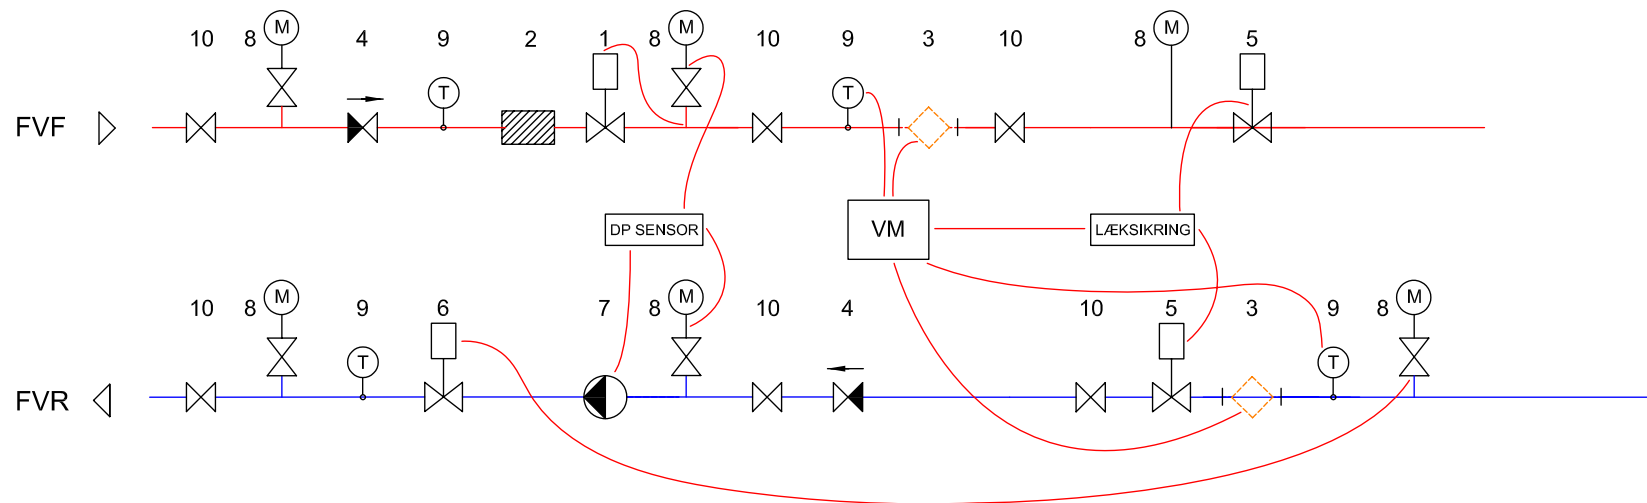 M M M
10 8 4 9 2 1 8 10 9 3 10 8 5
T T
FVF
DP SENSOR VM LÆKSIKRING
M M M
10 8 9 6 7 8 10 4 10 5 3 9 8
T T
FVR